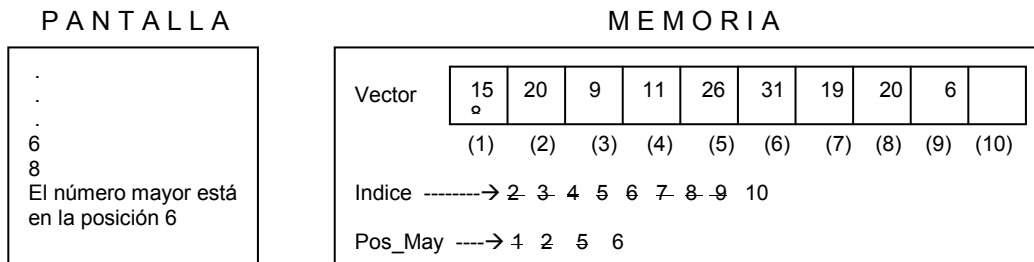 P A N T A L L A
M E M O R I A
.
.
.
6
8
El número mayor está
en la posición 6
Vector 15 20 9 11 26 31 19 20 6
8
(1) (2) (3) (4) (5) (6) (7) (8) (9) (10)
Indice --------→ 2 3 4 5 6 7 8 9 10
Pos_May ----→ 1 2 5 6